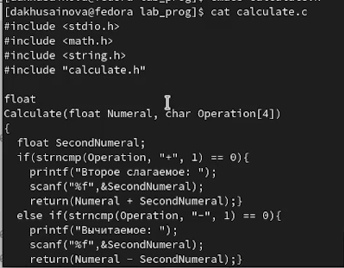 [dakhusainova@fedora lab_prog]$ cat calculate.c
#include <stdio.h>
#include <math.h>
#include <string.h>
#include "calculate.h"
float
Calculate(float Numeral, char Operation[4])
{
float SecondNumeral;
if(strncmp(Operation, "+", 1) == 0){
printf("Второе слагаемое: ");
scanf("%f",&SecondNumeral);
return(Numeral + SecondNumeral);}
else if(strncmp(Operation, "-", 1) == 0){
printf("Вычитаемое: ");
scanf("%f",&SecondNumeral);
return(Numeral - SecondNumeral);}